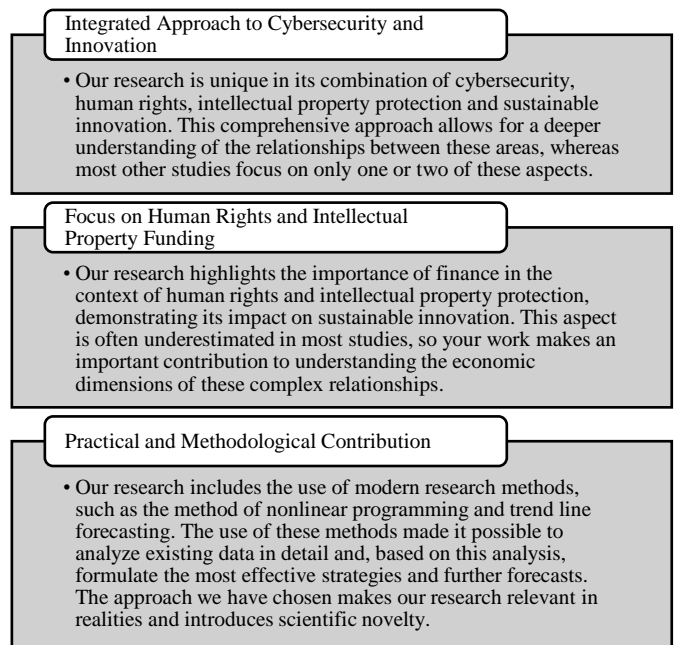 Integrated Approach to Cybersecurity and
Innovation
• Our research is unique in its combination of cybersecurity,
human rights, intellectual property protection and sustainable
innovation. This comprehensive approach allows for a deeper
understanding of the relationships between these areas, whereas
most other studies focus on only one or two of these aspects.
Focus on Human Rights and Intellectual
Property Funding
• Our research highlights the importance of finance in the
context of human rights and intellectual property protection,
demonstrating its impact on sustainable innovation. This aspect
is often underestimated in most studies, so your work makes an
important contribution to understanding the economic
dimensions of these complex relationships.
Practical and Methodological Contribution
• Our research includes the use of modern research methods,
such as the method of nonlinear programming and trend line
forecasting. The use of these methods made it possible to
analyze existing data in detail and, based on this analysis,
formulate the most effective strategies and further forecasts.
The approach we have chosen makes our research relevant in
realities and introduces scientific novelty.